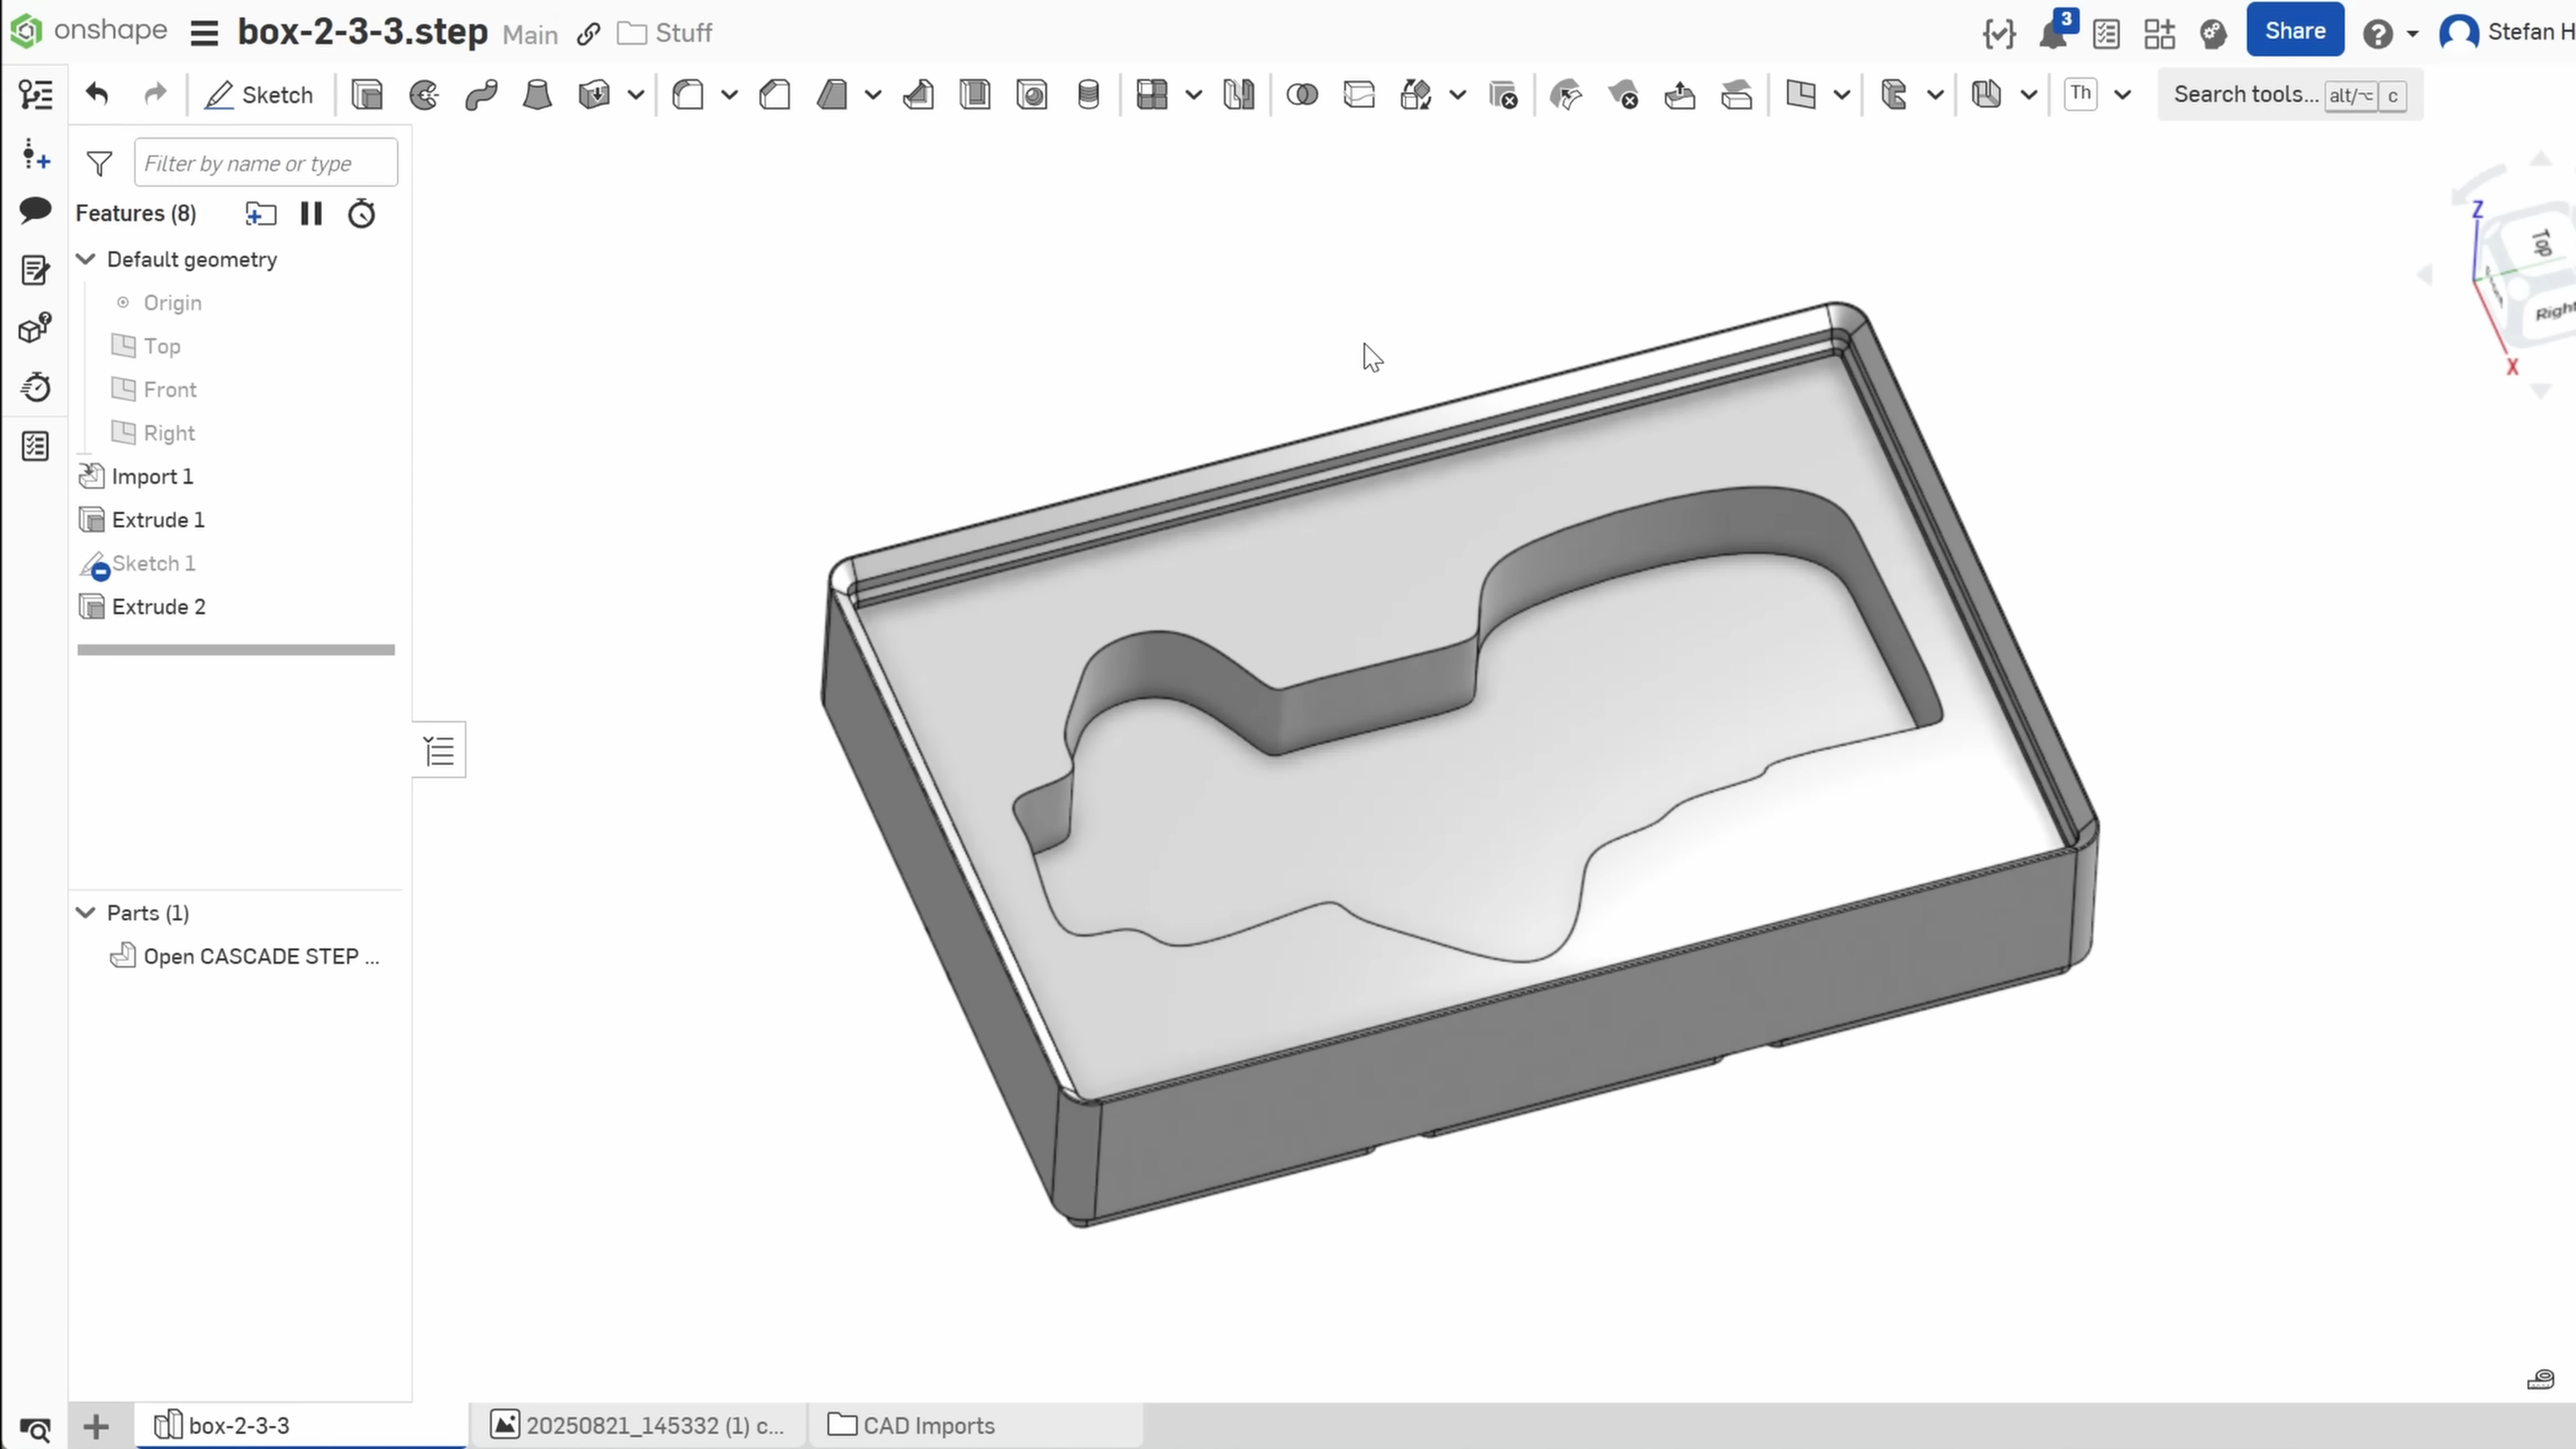 onshape
box-2-3-3.step Main Stuff
3
Share
Stefan H
Sketch
Th
Search tools... alt/⌥ c
Filter by name or type
Features (8)
Default geometry
Origin
Top
Front
Right
Import 1
Extrude 1
Sketch 1
Extrude 2
Parts (1)
Open CASCADE STEP ...
Z
Top
Right
X
box-2-3-3
20250821_145332 (1) c...
CAD Imports